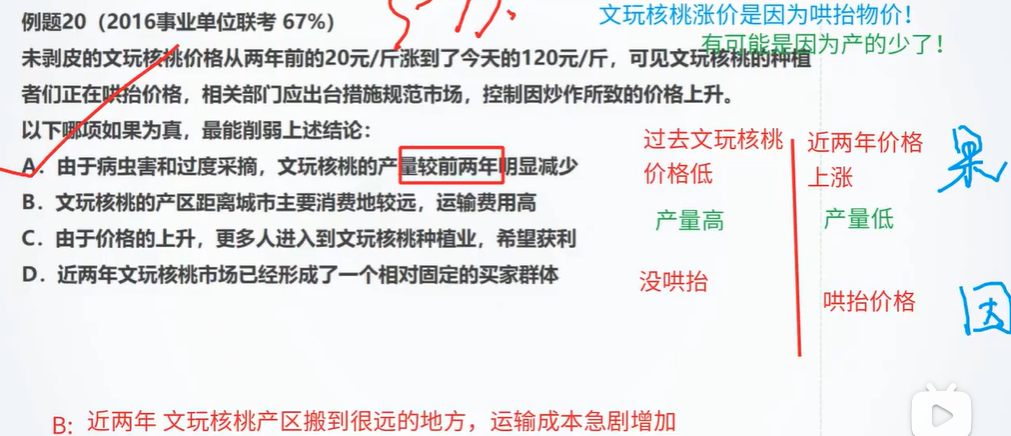 例题20（2016事业单位联考 67%）
文玩核桃涨价是因为哄抬物价！
有可能是因为产的少了！
未剥皮的文玩核桃价格从两年前的20元/斤涨到了今天的120元/斤，可见文玩核桃的种植
者们正在哄抬价格，相关部门应出台措施规范市场，控制因炒作所致的价格上升。
以下哪项如果为真，最能削弱上述结论：
A．由于病虫害和过度采摘，文玩核桃的产量较前两年明显减少
B．文玩核桃的产区距离城市主要消费地较远，运输费用高
C．由于价格的上升，更多人进入到文玩核桃种植业，希望获利
D．近两年文玩核桃市场已经形成了一个相对固定的买家群体
过去文玩核桃
价格低
产量高
没哄抬
近两年价格
上涨
产量低
哄抬价格
果
因
B: 近两年 文玩核桃产区搬到很远的地方，运输成本急剧增加